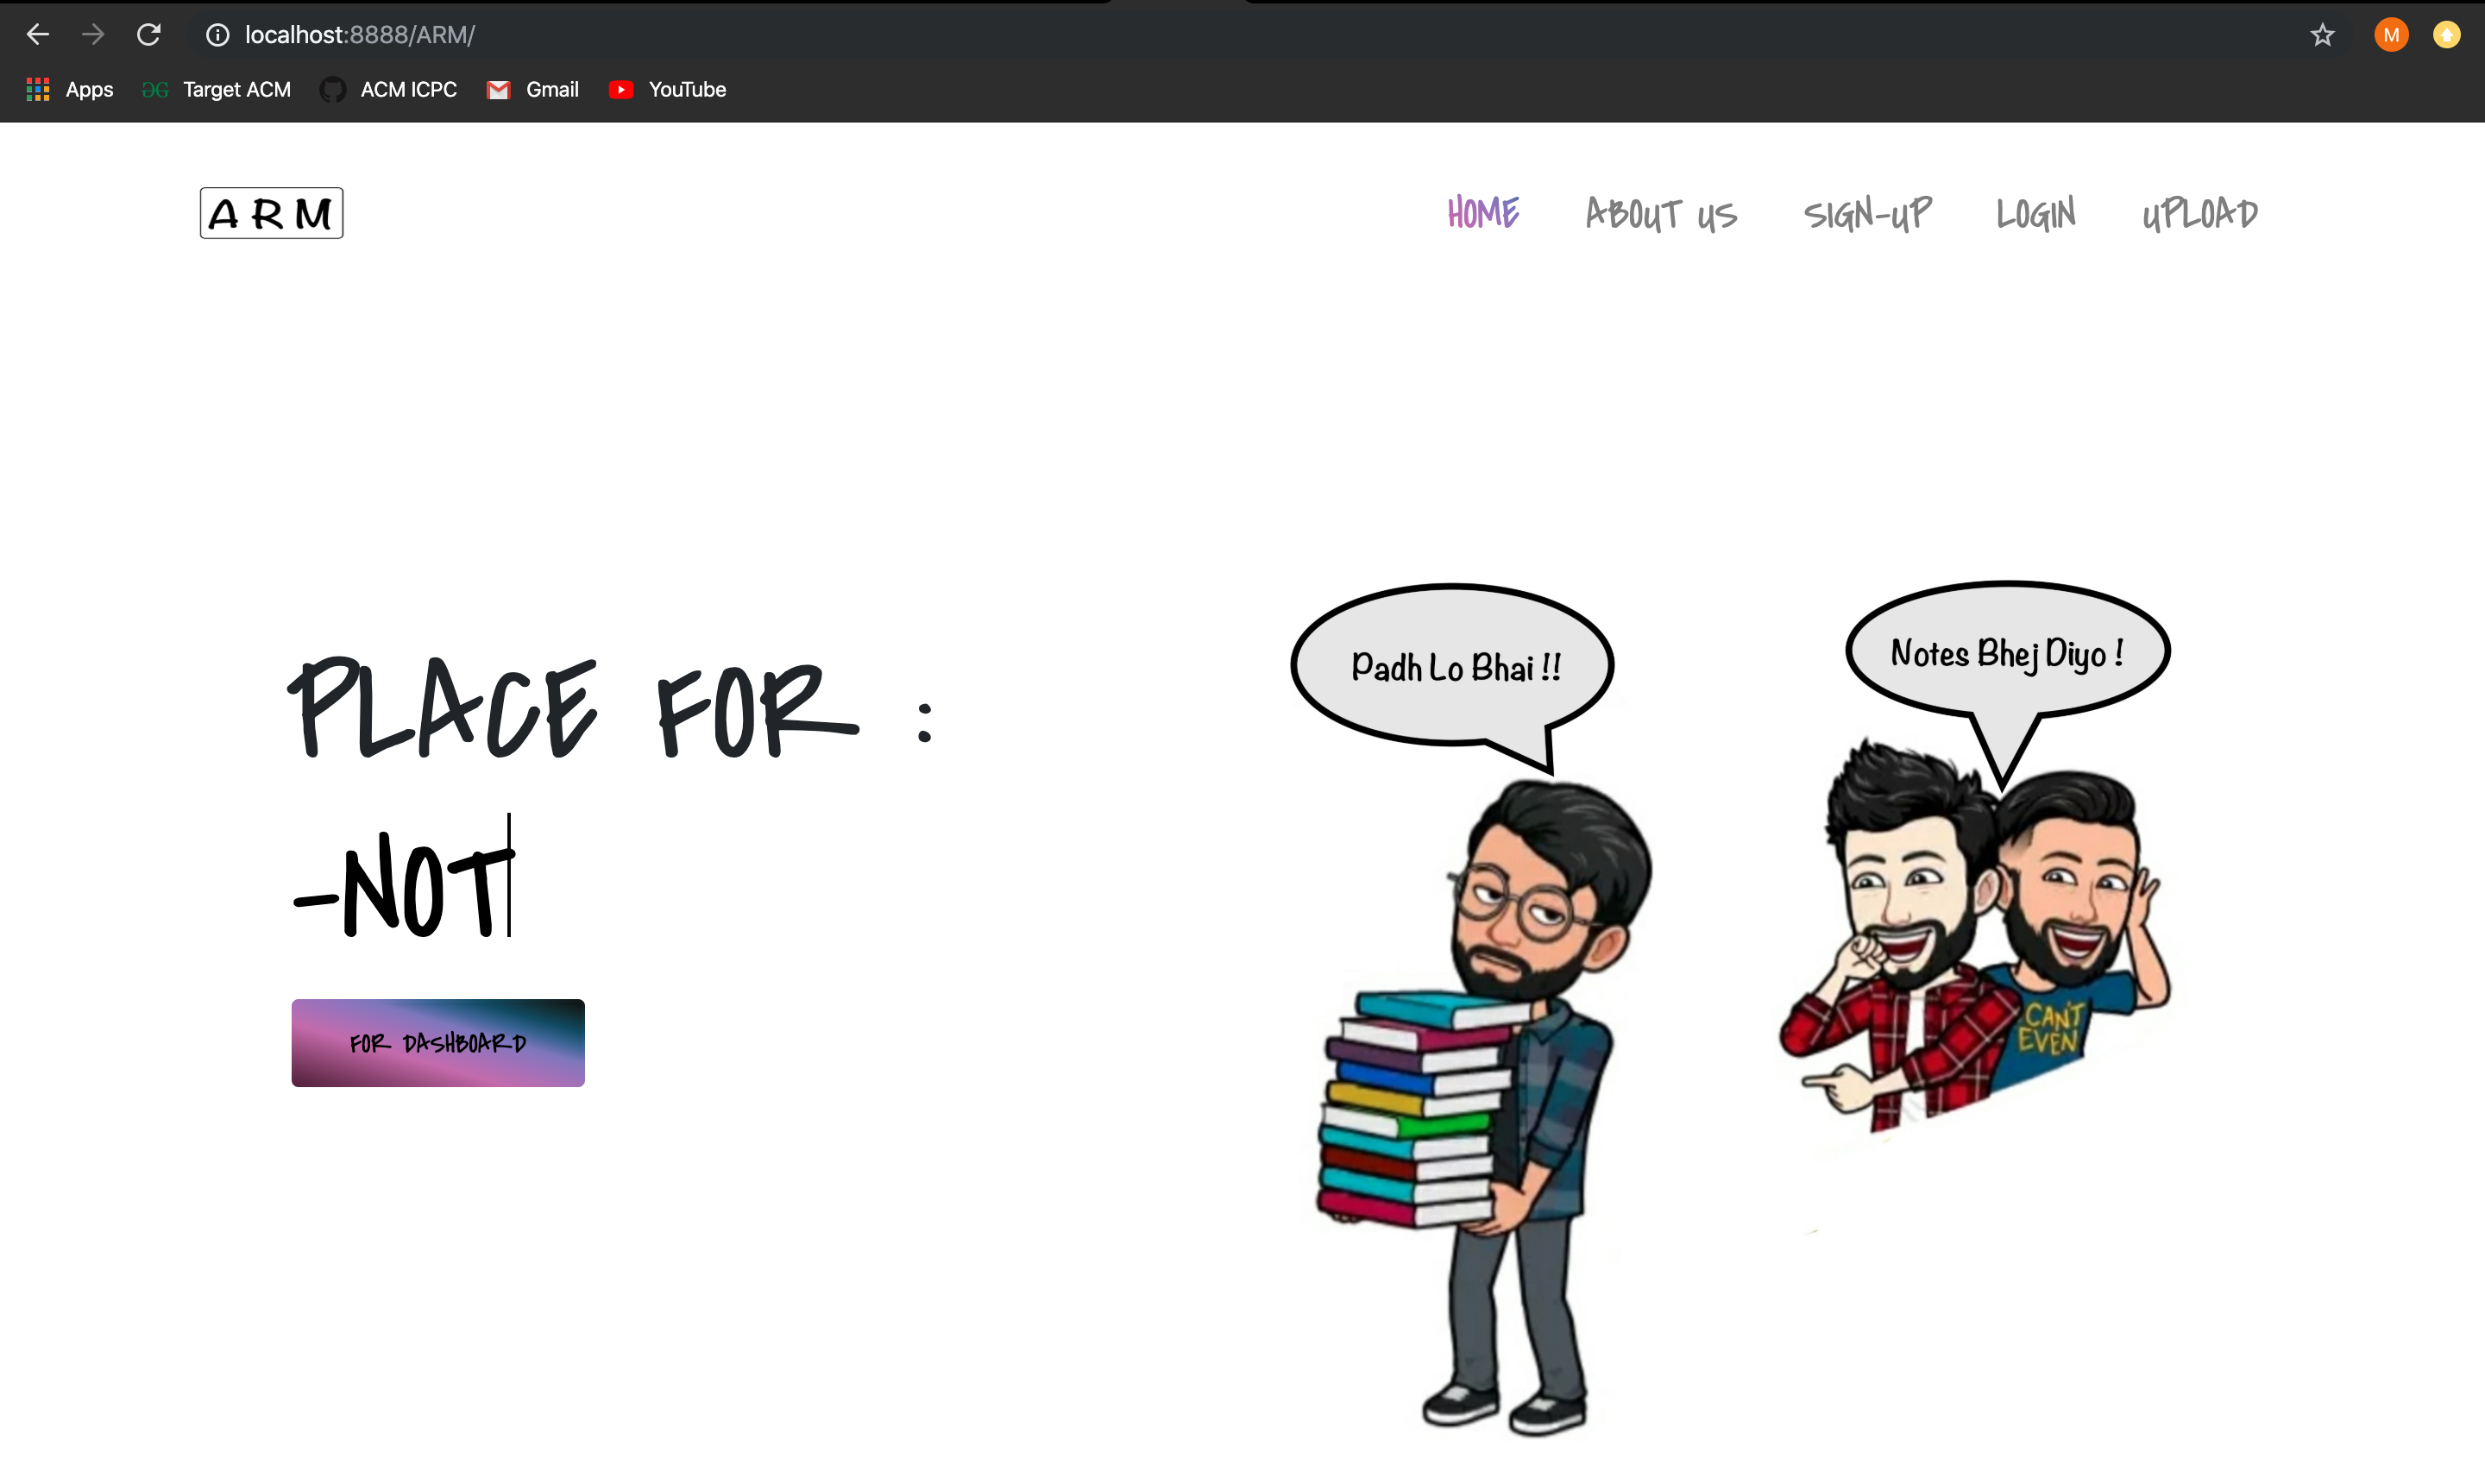 localhost:8888/ARM/
M
Apps
Target ACM
ACM ICPC
Gmail
YouTube
ARM
HOME
ABOUT US
SIGN-UP
LOGIN
UPLOAD
PLACE FOR :
-NOT
FOR DASHBOARD
Padh Lo Bhai !!
Notes Bhej Diyo !
CAN'T
EVEN